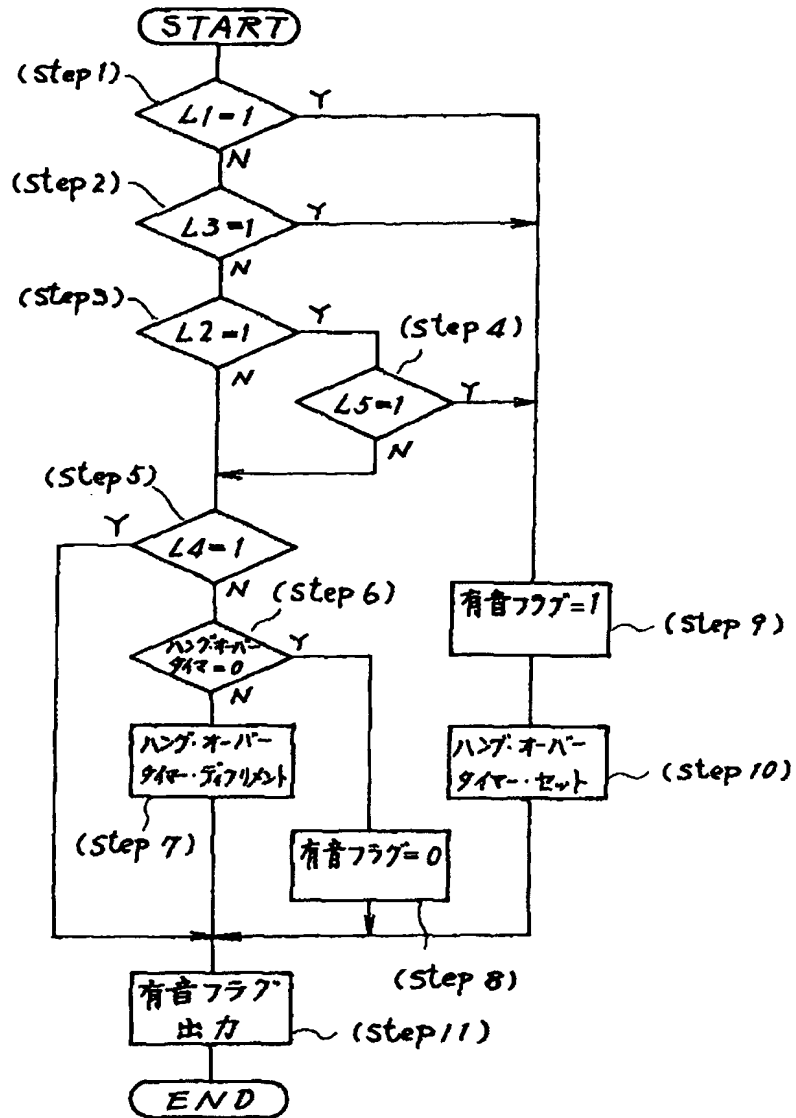 START
(Step 1)
L1=1
Y
N
(Step 2)
L3=1
Y
N
(Step 3)
L2=1
Y
N
(Step 4)
L5=1
Y
N
(Step 5)
L4=1
Y
N
(Step 6)
ハング・オーバー
タイマ=0
Y
N
ハング・オーバー
タイマー・ディクリメント
(Step 7)
有音フラグ=0
(Step 8)
有音フラグ=1
(Step 9)
ハング・オーバー
タイマー・セット
(Step 10)
有音フラグ
出力
(Step 11)
END